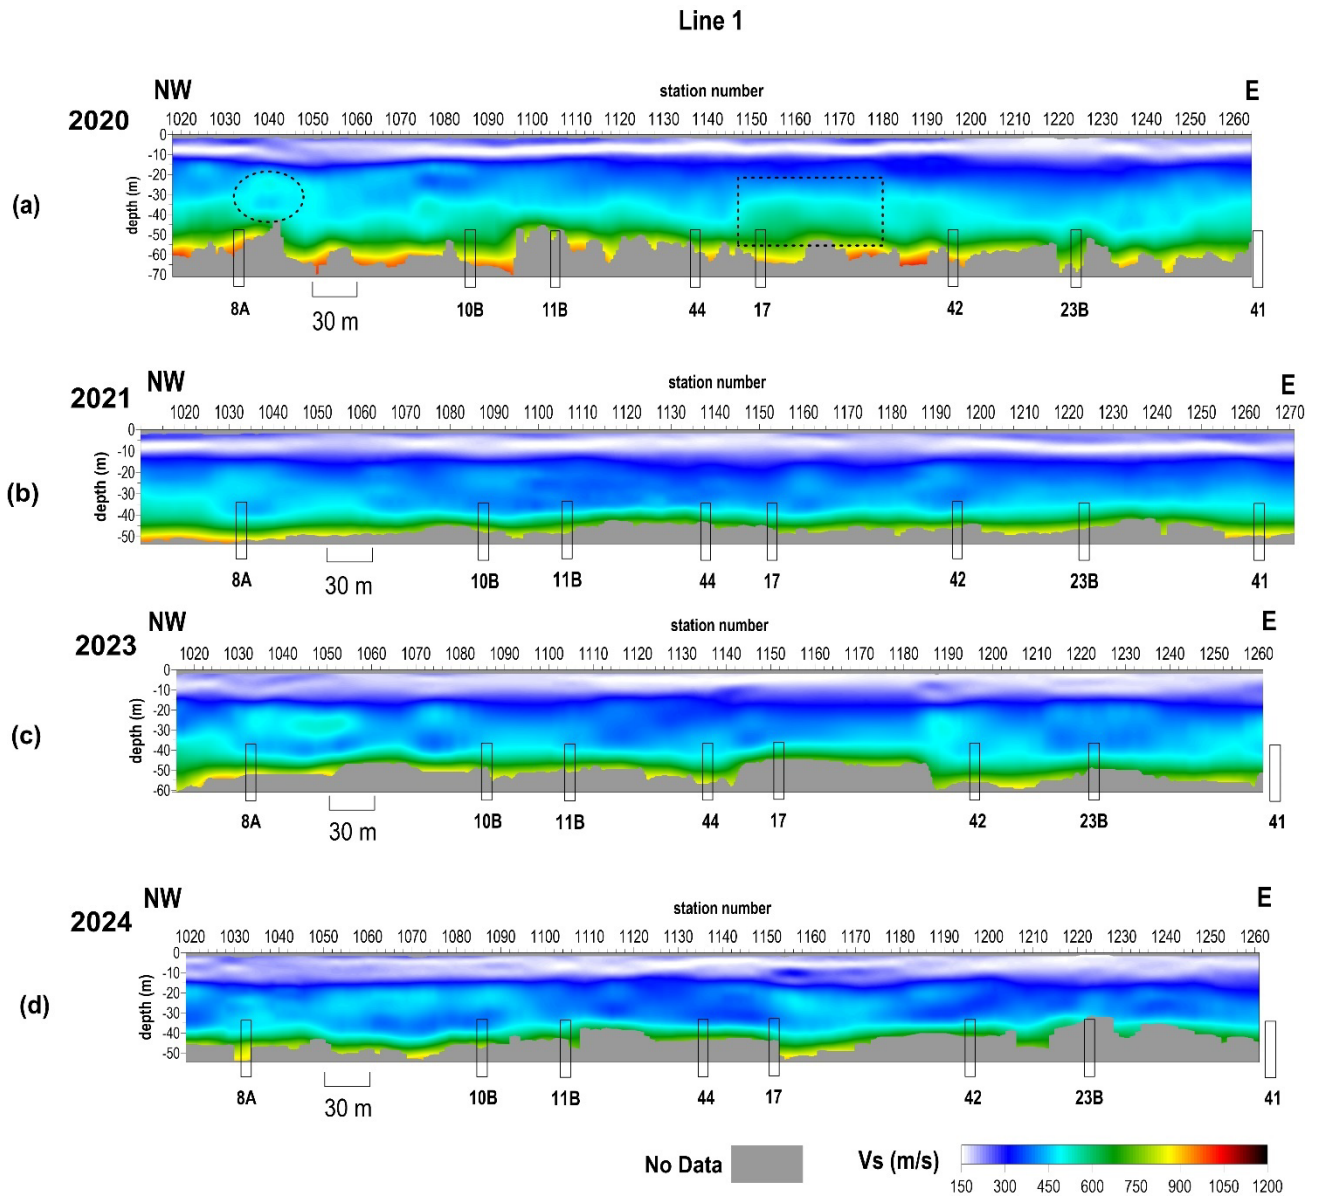 Line 1
NW
station number
E
2020
1020 1030 1040 1050 1060 1070 1080 1090 1100 1110 1120 1130 1140 1150 1160 1170 1180 1190 1200 1210 1220 1230 1240 1250 1260
(a)
depth (m)
0
-10
-20
-30
-40
-50
-60
-70
8A 10B 11B 44 17 42 23B 41
30 m
NW
station number
E
2021
1020 1030 1040 1050 1060 1070 1080 1090 1100 1110 1120 1130 1140 1150 1160 1170 1180 1190 1200 1210 1220 1230 1240 1250 1260 1270
(b)
depth (m)
0
-10
-20
-30
-40
-50
8A 10B 11B 44 17 42 23B 41
30 m
NW
station number
E
2023
1020 1030 1040 1050 1060 1070 1080 1090 1100 1110 1120 1130 1140 1150 1160 1170 1180 1190 1200 1210 1220 1230 1240 1250 1260
(c)
depth (m)
0
-10
-20
-30
-40
-50
-60
8A 10B 11B 44 17 42 23B 41
30 m
NW
station number
E
2024
1020 1030 1040 1050 1060 1070 1080 1090 1100 1110 1120 1130 1140 1150 1160 1170 1180 1190 1200 1210 1220 1230 1240 1250 1260
(d)
depth (m)
0
-10
-20
-30
-40
-50
8A 10B 11B 44 17 42 23B 41
30 m
No Data
Vs (m/s)
150 300 450 600 750 900 1050 1200